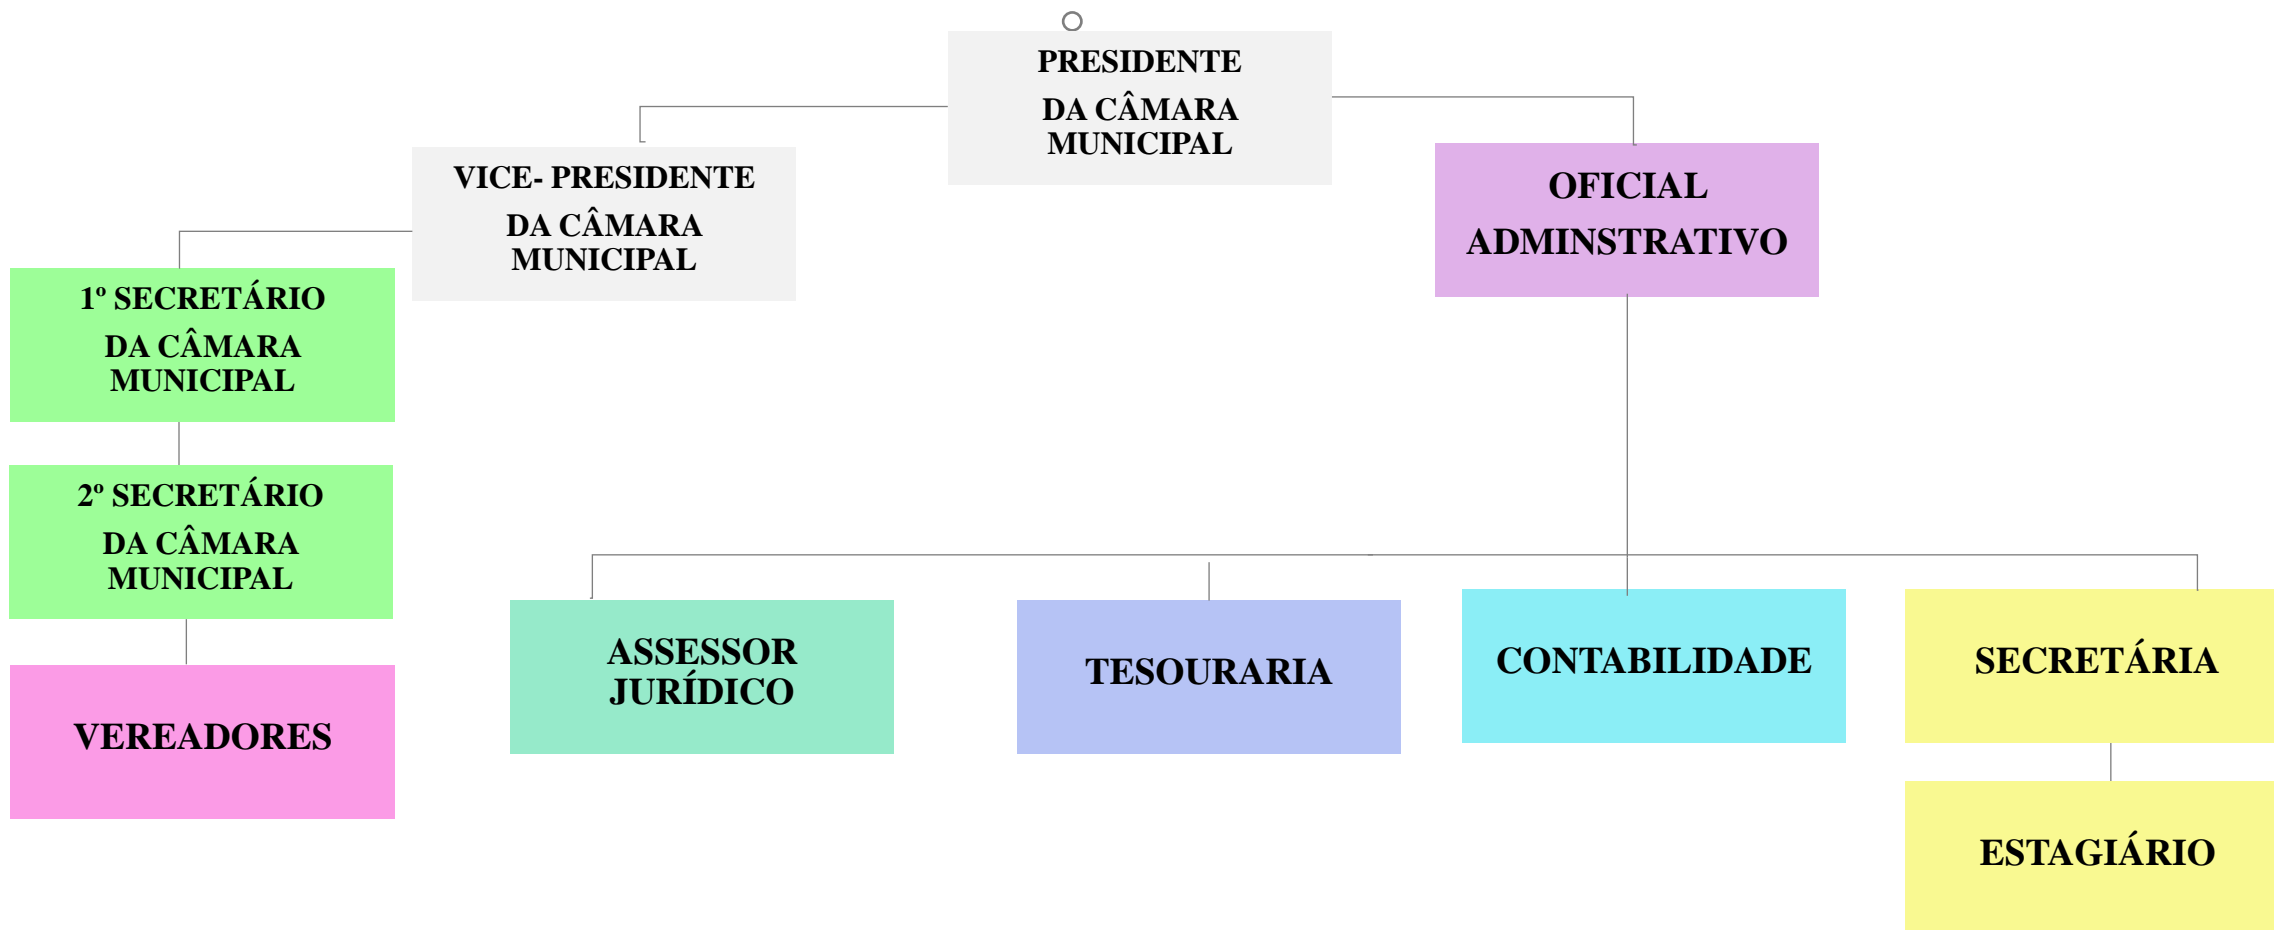 PRESIDENTE
DA CÂMARA
MUNICIPAL
VICE- PRESIDENTE
DA CÂMARA
MUNICIPAL
OFICIAL
ADMINSTRATIVO
1º SECRETÁRIO
DA CÂMARA
MUNICIPAL
2º SECRETÁRIO
DA CÂMARA
MUNICIPAL
VEREADORES
ASSESSOR
JURÍDICO
TESOURARIA
CONTABILIDADE
SECRETÁRIA
ESTAGIÁRIO